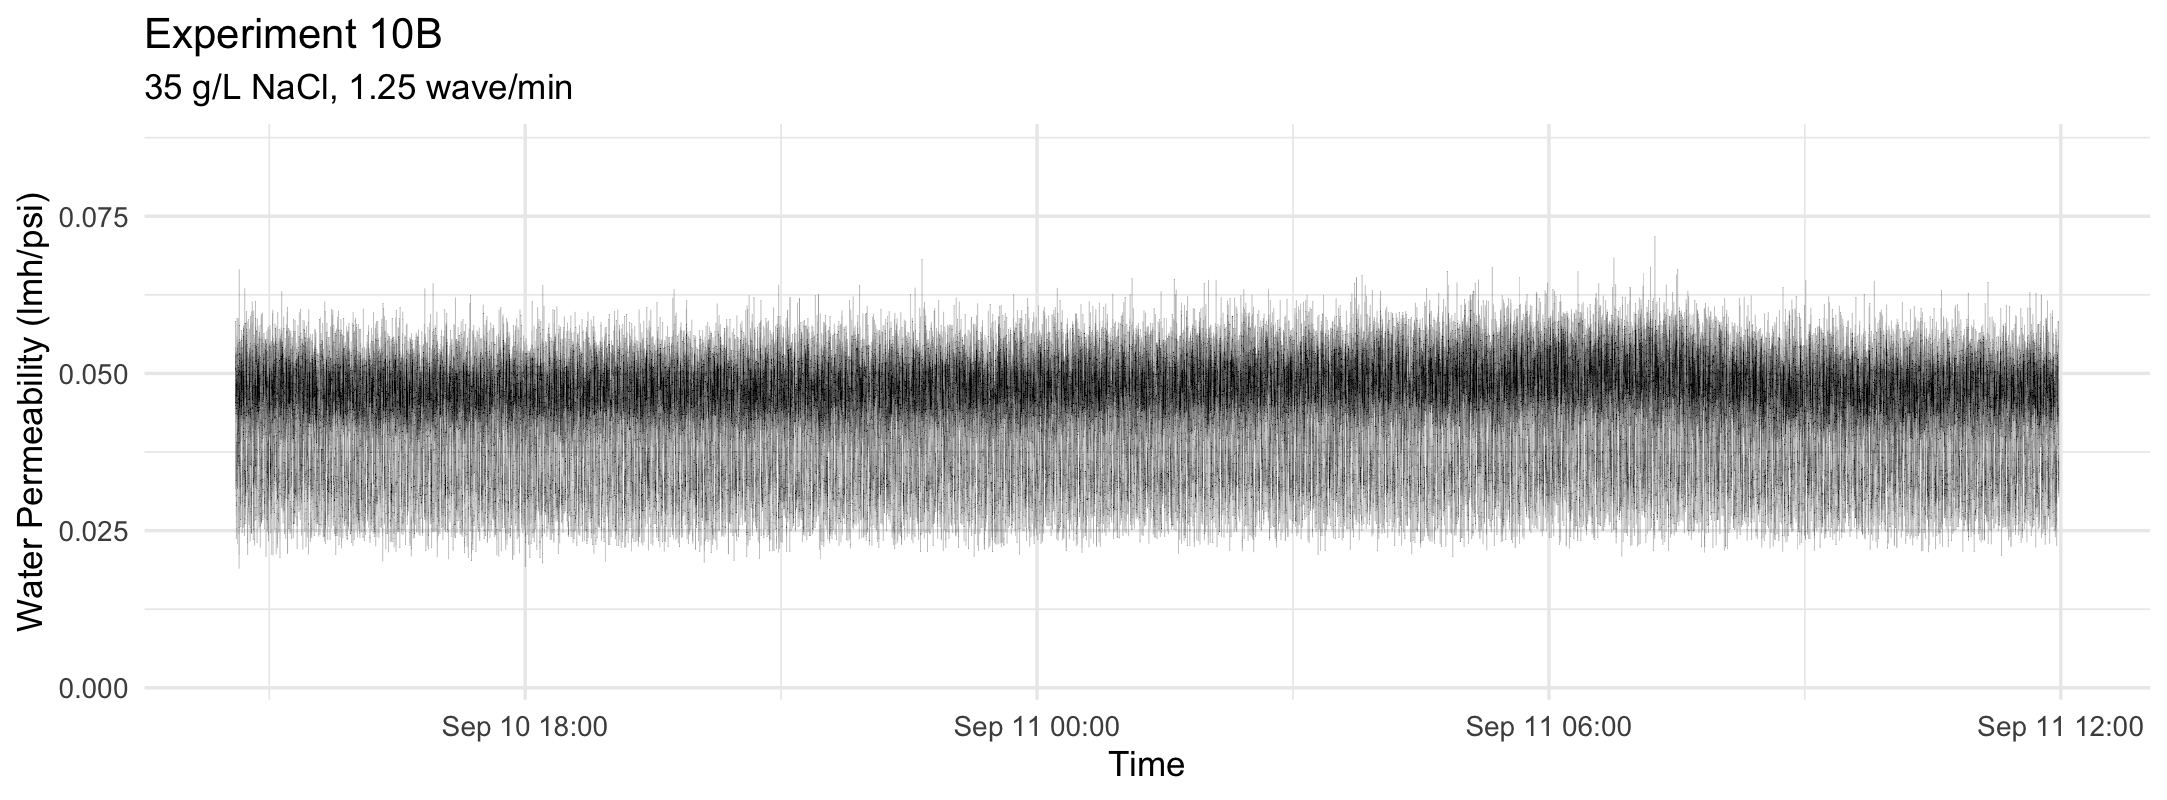 Experiment 10B
35 g/L NaCl, 1.25 wave/min
Water Permeability (lmh/psi)
0.075
0.050
0.025
0.000
Sep 10 18:00
Sep 11 00:00
Sep 11 06:00
Sep 11 12:00
Time